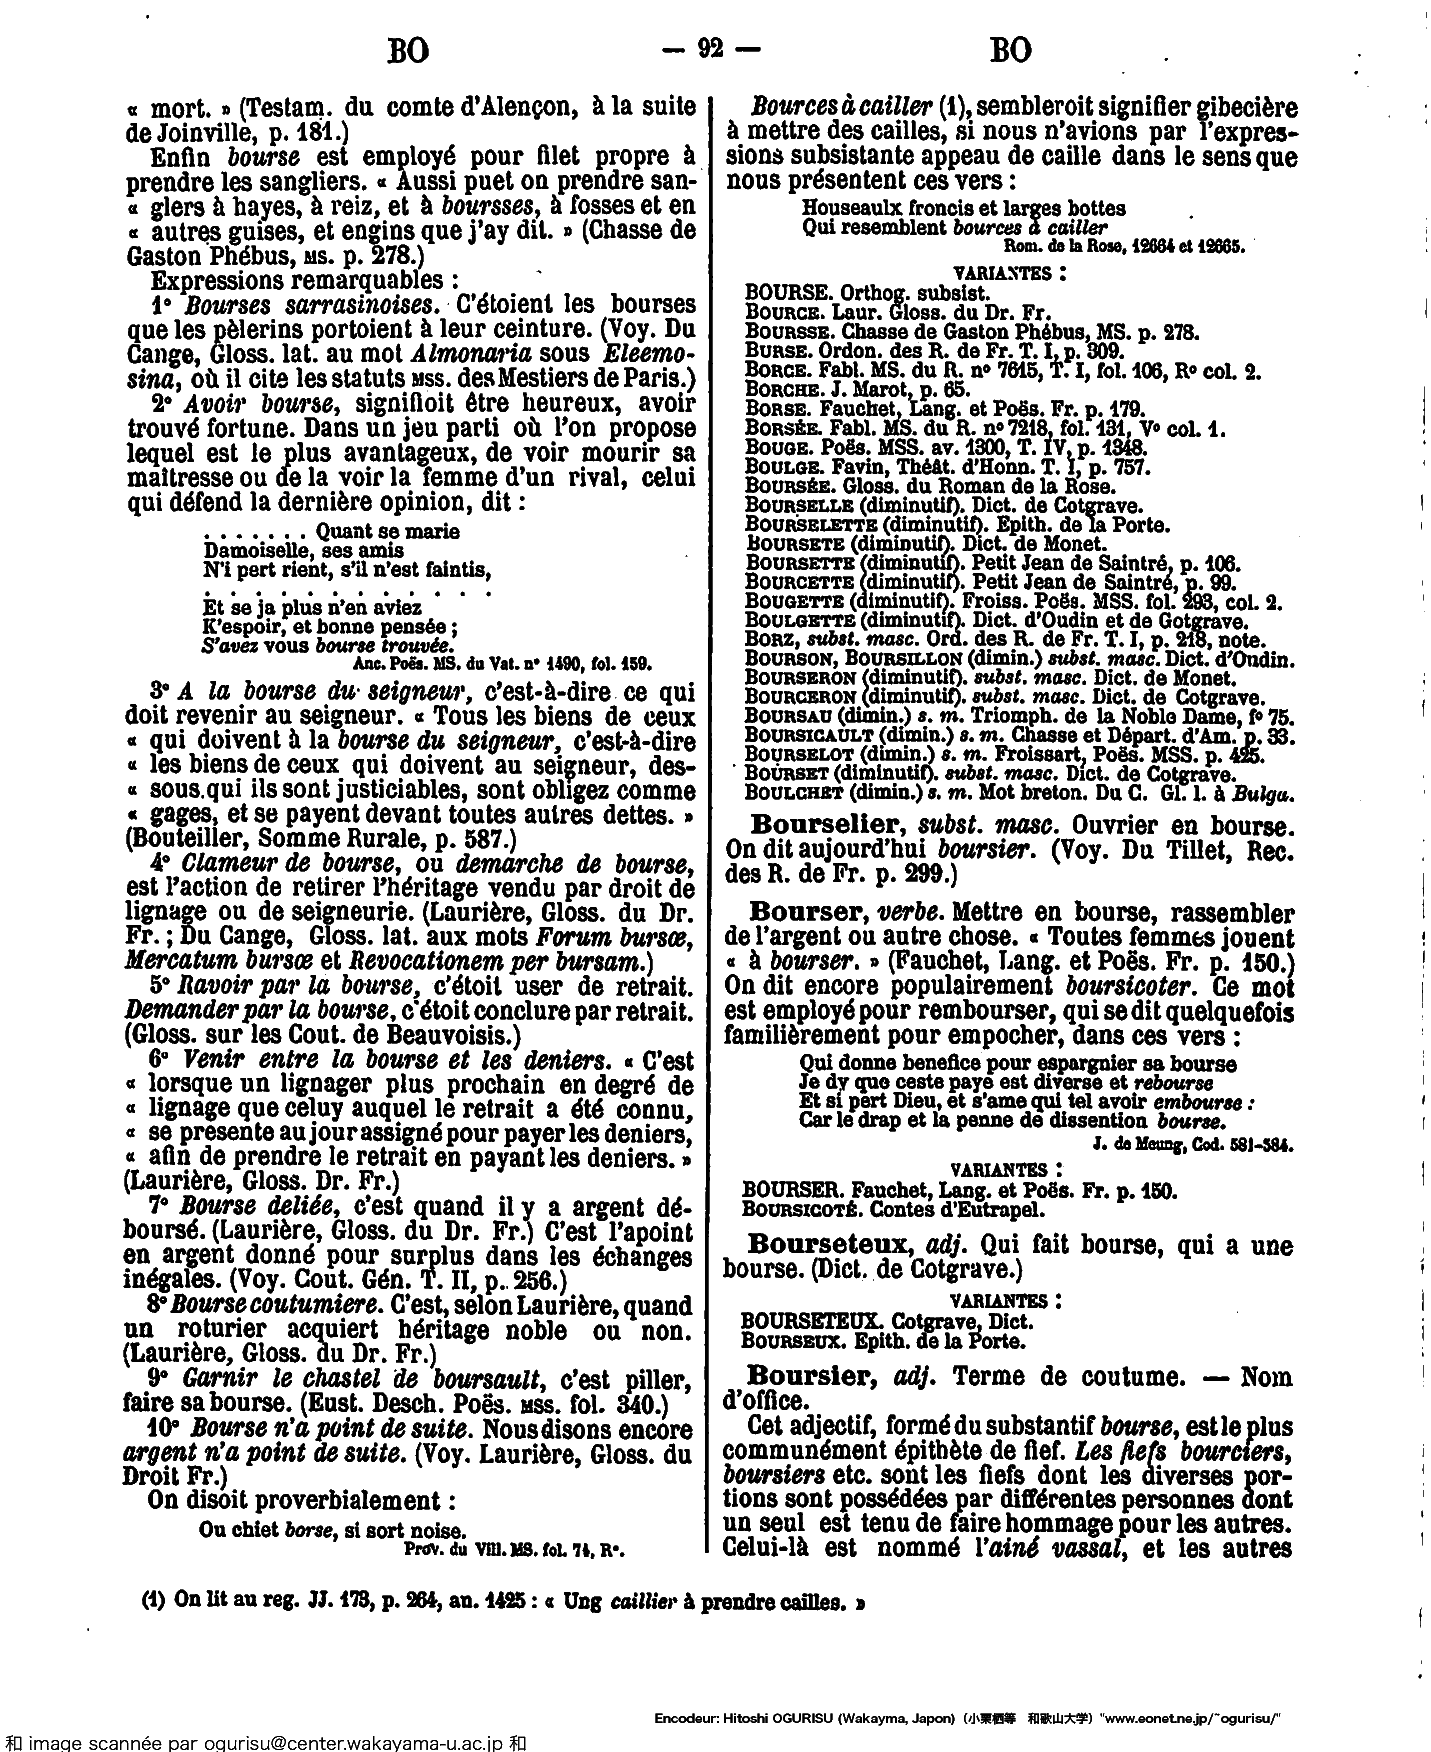 BO
— 92 —
BO
« mort. » (Testam. du comte d'Alençon, à la suite
de Joinville, p. 181.)
Enfin bourse est employé pour filet propre à
prendre les sangliers. « Aussi puet on prendre san-
« glers à hayes, à reiz, et à boursses, à fosses et en
« autres guises, et engins que j'ay dit. » (Chasse de
Gaston Phébus, MS. p. 278.)
Expressions remarquables :
1° Bourses sarrasinoises. C'étoient les bourses
que les pèlerins portoient à leur ceinture. (Voy. Du
Cange, Gloss. lat. au mot Almonaria sous Eleemo-
sina, où il cite les statuts MSS. des Mestiers de Paris.)
2° Avoir bourse, signifioit être heureux, avoir
trouvé fortune. Dans un jeu parti où l'on propose
lequel est le plus avantageux, de voir mourir sa
maîtresse ou de la voir la femme d'un rival, celui
qui défend la dernière opinion, dit :
. . . . . . . Quant se marie
Damoiselle, ses amis
N'i pert rient, s'il n'est faintis,
. . . . . . . . . . . . .
Et se ja plus n'en aviez
K'espoir, et bonne pensée ;
S'avez vous bourse trouvée.
Anc. Poës. MS. du Vat. n° 1490, fol. 159.
3° A la bourse du seigneur, c'est-à-dire ce qui
doit revenir au seigneur. « Tous les biens de ceux
« qui doivent à la bourse du seigneur, c'est-à-dire
« les biens de ceux qui doivent au seigneur, des-
« sous qui ils sont justiciables, sont obligez comme
« gages, et se payent devant toutes autres dettes. »
(Bouteiller, Somme Rurale, p. 587.)
4° Clameur de bourse, ou demarche de bourse,
est l'action de retirer l'héritage vendu par droit de
lignage ou de seigneurie. (Laurière, Gloss. du Dr.
Fr. ; Du Cange, Gloss. lat. aux mots Forum bursœ,
Mercatum bursœ et Revocationem per bursam.)
5° Ravoir par la bourse, c'étoit user de retrait.
Demander par la bourse, c'étoit conclure par retrait.
(Gloss. sur les Cout. de Beauvoisis.)
6° Venir entre la bourse et les deniers. « C'est
« lorsque un lignager plus prochain en degré de
« lignage que celuy auquel le retrait a été connu,
« se présente au jour assigné pour payer les deniers,
« afin de prendre le retrait en payant les deniers. »
(Laurière, Gloss. Dr. Fr.)
7° Bourse deliée, c'est quand il y a argent dé-
boursé. (Laurière, Gloss. du Dr. Fr.) C'est l'apoint
en argent donné pour surplus dans les échanges
inégales. (Voy. Cout. Gén. T. II, p. 256.)
8° Bourse coutumiere. C'est, selon Laurière, quand
un roturier acquiert héritage noble ou non.
(Laurière, Gloss. du Dr. Fr.)
9° Garnir le chastel de boursault, c'est piller,
faire sa bourse. (Eust. Desch. Poës. MSS. fol. 340.)
10° Bourse n'a point de suite. Nous disons encore
argent n'a point de suite. (Voy. Laurière, Gloss. du
Droit Fr.)
On disoit proverbialement :
Ou chiet borse, si sort noise.
Prov. du Vill. MS. fol. 74, R°.
Bources à cailler (1), sembleroit signifier gibecière
à mettre des cailles, si nous n'avions par l'expres-
sions subsistante appeau de caille dans le sens que
nous présentent ces vers :
Houseaulx froncis et larges bottes
Qui resemblent bources à cailler
Rom. de la Rose, 12664 et 12665.
VARIANTES :
BOURSE. Orthog. subsist.
BOURCE. Laur. Gloss. du Dr. Fr.
BOURSSE. Chasse de Gaston Phébus, MS. p. 278.
BURSE. Ordon. des R. de Fr. T. I, p. 309.
BORCE. Fabl. MS. du R. n° 7615, T. I, fol. 106, R° col. 2.
BORCHE. J. Marot, p. 65.
BORSE. Fauchet, Lang. et Poës. Fr. p. 179.
BORSÉE. Fabl. MS. du R. n° 7218, fol. 131, V° col. 1.
BOUGE. Poës. MSS. av. 1300, T. IV, p. 1348.
BOULGE. Favin, Théât. d'Honn. T. I, p. 757.
BOURSÉE. Gloss. du Roman de la Rose.
BOURSELLE (diminutif). Dict. de Cotgrave.
BOURSELETTE (diminutif). Epith. de la Porte.
BOURSETE (diminutif). Dict. de Monet.
BOURSETTE (diminutif). Petit Jean de Saintré, p. 106.
BOURCETTE (diminutif). Petit Jean de Saintré, p. 99.
BOUGETTE (diminutif). Froiss. Poës. MSS. fol. 293, col. 2.
BOULGETTE (diminutif). Dict. d'Oudin et de Gotgrave.
BORZ, subst. masc. Ord. des R. de Fr. T. I, p. 218, note.
BOURSON, BOURSILLON (dimin.) subst. masc. Dict. d'Oudin.
BOURSERON (diminutif). subst. masc. Dict. de Monet.
BOURCERON (diminutif). subst. masc. Dict. de Cotgrave.
BOURSAU (dimin.) s. m. Triomph. de la Noble Dame, f° 75.
BOURSICAULT (dimin.) s. m. Chasse et Départ. d'Am. p. 33.
BOURSELOT (dimin.) s. m. Froissart, Poës. MSS. p. 425.
BOURSET (diminutif). subst. masc. Dict. de Cotgrave.
BOULCHET (dimin.) s. m. Mot breton. Du C. Gl. l. à Bulga.
Bourselier, subst. masc. Ouvrier en bourse.
On dit aujourd'hui boursier. (Voy. Du Tillet, Rec.
des R. de Fr. p. 299.)
Bourser, verbe. Mettre en bourse, rassembler
de l'argent ou autre chose. « Toutes femmes jouent
« à bourser. » (Fauchet, Lang. et Poës. Fr. p. 150.)
On dit encore populairement boursicoter. Ce mot
est employé pour rembourser, qui se dit quelquefois
familièrement pour empocher, dans ces vers :
Qui donne benefice pour espargnier sa bourse
Je dy que ceste paye est diverse et rebourse
Et si pert Dieu, et s'ame qui tel avoir embourse :
Car le drap et la penne de dissention bourse.
J. de Meung, Cod. 581-584.
VARIANTES :
BOURSER. Fauchet, Lang. et Poës. Fr. p. 150.
BOURSICOTÉ. Contes d'Eutrapel.
Bourseteux, adj. Qui fait bourse, qui a une
bourse. (Dict. de Cotgrave.)
VARIANTES :
BOURSETEUX. Cotgrave, Dict.
BOURSEUX. Epith. de la Porte.
Boursier, adj. Terme de coutume. — Nom
d'office.
Cet adjectif, formé du substantif bourse, est le plus
communément épithète de fief. Les fiefs bourciers,
boursiers etc. sont les fiefs dont les diverses por-
tions sont possédées par différentes personnes dont
un seul est tenu de faire hommage pour les autres.
Celui-là est nommé l'ainé vassal, et les autres
(1) On lit au reg. JJ. 173, p. 264, an. 1425 : « Ung caillier à prendre cailles. »
Encodeur: Hitoshi OGURISU (Wakayma, Japon) (小栗栖等 和歌山大学) "www.eonet.ne.jp/~ogurisu/"
和 image scannée par ogurisu@center.wakayama-u.ac.jp 和